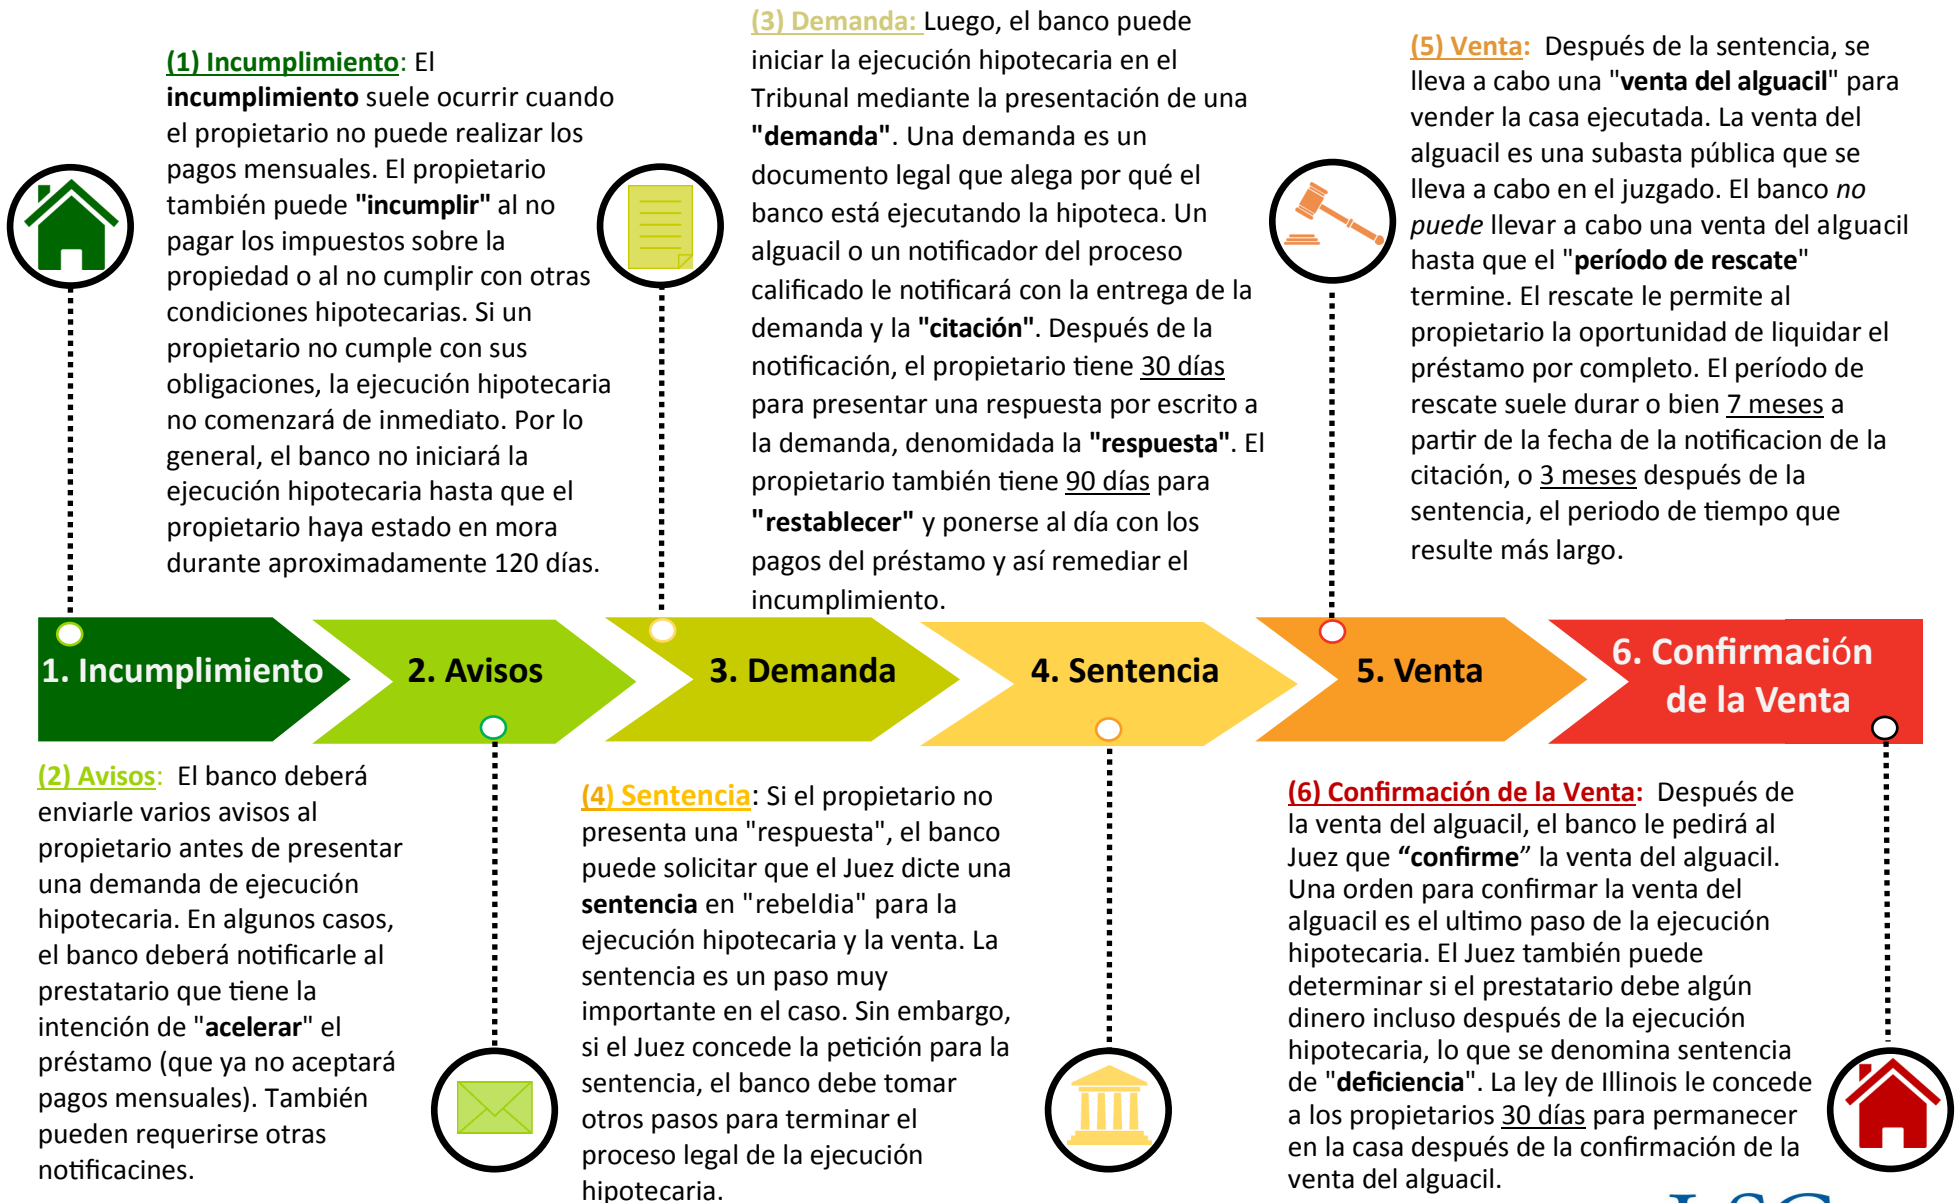 (1) Incumplimiento: El
incumplimiento suele ocurrir cuando
el propietario no puede realizar los
pagos mensuales. El propietario
también puede "incumplir" al no
pagar los impuestos sobre la
propiedad o al no cumplir con otras
condiciones hipotecarias. Si un
propietario no cumple con sus
obligaciones, la ejecución hipotecaria
no comenzará de inmediato. Por lo
general, el banco no iniciará la
ejecución hipotecaria hasta que el
propietario haya estado en mora
durante aproximadamente 120 días.
(3) Demanda: Luego, el banco puede
iniciar la ejecución hipotecaria en el
Tribunal mediante la presentación de una
"demanda". Una demanda es un
documento legal que alega por qué el
banco está ejecutando la hipoteca. Un
alguacil o un notificador del proceso
calificado le notificará con la entrega de la
demanda y la "citación". Después de la
notificación, el propietario tiene 30 días
para presentar una respuesta por escrito a
la demanda, denomidada la "respuesta". El
propietario también tiene 90 días para
"restablecer" y ponerse al día con los
pagos del préstamo y así remediar el
incumplimiento.
(5) Venta: Después de la sentencia, se
lleva a cabo una "venta del alguacil" para
vender la casa ejecutada. La venta del
alguacil es una subasta pública que se
lleva a cabo en el juzgado. El banco no
puede llevar a cabo una venta del alguacil
hasta que el "período de rescate"
termine. El rescate le permite al
propietario la oportunidad de liquidar el
préstamo por completo. El período de
rescate suele durar o bien 7 meses a
partir de la fecha de la notificacion de la
citación, o 3 meses después de la
sentencia, el periodo de tiempo que
resulte más largo.
1. Incumplimiento
2. Avisos
3. Demanda
4. Sentencia
5. Venta
6. Confirmación
de la Venta
(2) Avisos: El banco deberá
enviarle varios avisos al
propietario antes de presentar
una demanda de ejecución
hipotecaria. En algunos casos,
el banco deberá notificarle al
prestatario que tiene la
intención de "acelerar" el
préstamo (que ya no aceptará
pagos mensuales). También
pueden requerirse otras
notificacines.
(4) Sentencia: Si el propietario no
presenta una "respuesta", el banco
puede solicitar que el Juez dicte una
sentencia en "rebeldia" para la
ejecución hipotecaria y la venta. La
sentencia es un paso muy
importante en el caso. Sin embargo,
si el Juez concede la petición para la
sentencia, el banco debe tomar
otros pasos para terminar el
proceso legal de la ejecución
hipotecaria.
(6) Confirmación de la Venta: Después de
la venta del alguacil, el banco le pedirá al
Juez que “confirme” la venta del alguacil.
Una orden para confirmar la venta del
alguacil es el ultimo paso de la ejecución
hipotecaria. El Juez también puede
determinar si el prestatario debe algún
dinero incluso después de la ejecución
hipotecaria, lo que se denomina sentencia
de "deficiencia". La ley de Illinois le concede
a los propietarios 30 días para permanecer
en la casa después de la confirmación de la
venta del alguacil.